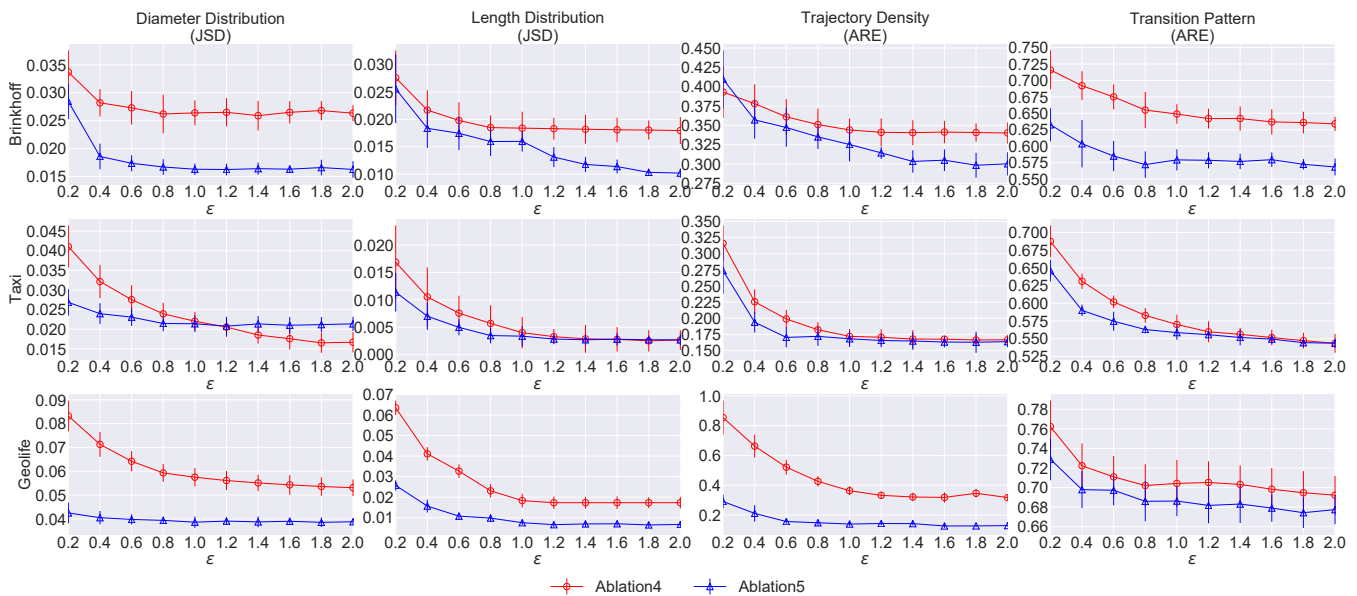 Diameter Distribution
(JSD)
Length Distribution
(JSD)
Trajectory Density
(ARE)
Transition Pattern
(ARE)
Brinkhoff
0.035
0.030
0.025
0.020
0.015
0.2 0.4 0.6 0.8 1.0 1.2 1.4 1.6 1.8 2.0
ε
0.030
0.025
0.020
0.015
0.010
0.2 0.4 0.6 0.8 1.0 1.2 1.4 1.6 1.8 2.0
ε
0.450
0.425
0.400
0.375
0.350
0.325
0.300
0.275
0.2 0.4 0.6 0.8 1.0 1.2 1.4 1.6 1.8 2.0
ε
0.750
0.725
0.700
0.675
0.650
0.625
0.600
0.575
0.550
0.2 0.4 0.6 0.8 1.0 1.2 1.4 1.6 1.8 2.0
ε
Taxi
0.045
0.040
0.035
0.030
0.025
0.020
0.015
0.2 0.4 0.6 0.8 1.0 1.2 1.4 1.6 1.8 2.0
ε
0.020
0.015
0.010
0.005
0.000
0.2 0.4 0.6 0.8 1.0 1.2 1.4 1.6 1.8 2.0
ε
0.350
0.325
0.300
0.275
0.250
0.225
0.200
0.175
0.150
0.2 0.4 0.6 0.8 1.0 1.2 1.4 1.6 1.8 2.0
ε
0.700
0.675
0.650
0.625
0.600
0.575
0.550
0.525
0.2 0.4 0.6 0.8 1.0 1.2 1.4 1.6 1.8 2.0
ε
Geolife
0.09
0.08
0.07
0.06
0.05
0.04
0.2 0.4 0.6 0.8 1.0 1.2 1.4 1.6 1.8 2.0
ε
0.07
0.06
0.05
0.04
0.03
0.02
0.01
0.2 0.4 0.6 0.8 1.0 1.2 1.4 1.6 1.8 2.0
ε
1.0
0.8
0.6
0.4
0.2
0.2 0.4 0.6 0.8 1.0 1.2 1.4 1.6 1.8 2.0
ε
0.78
0.76
0.74
0.72
0.70
0.68
0.66
0.2 0.4 0.6 0.8 1.0 1.2 1.4 1.6 1.8 2.0
ε
Ablation4
Ablation5